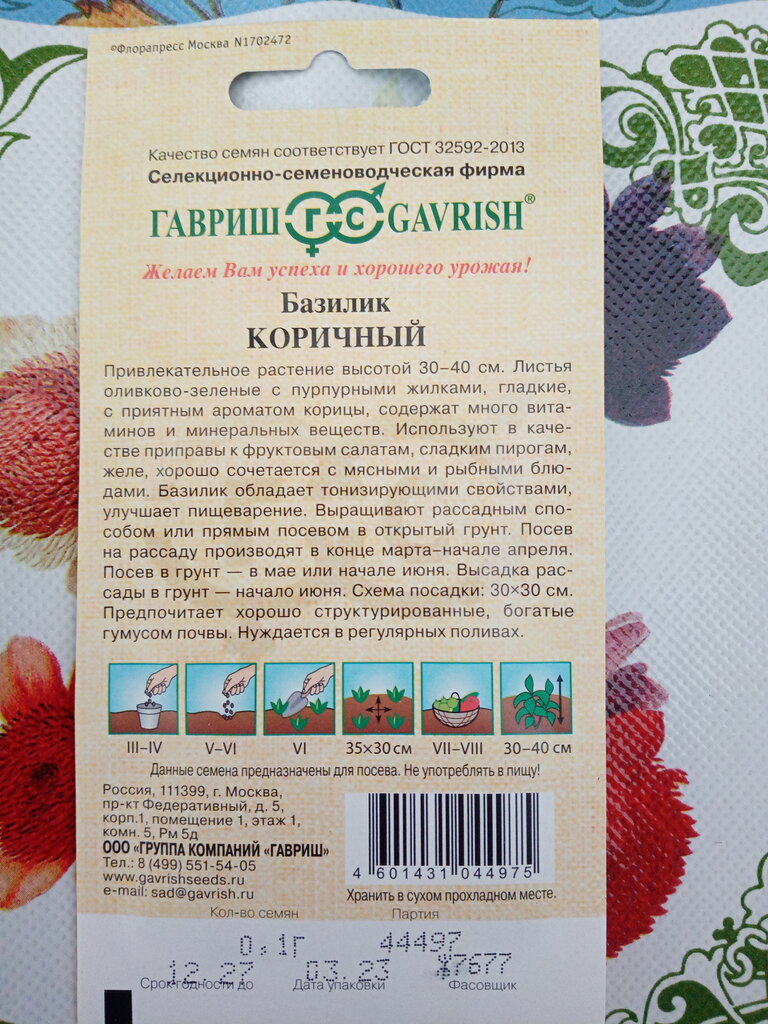 ©Флорапресс Москва N1702472
Качество семян соответствует ГОСТ 32592-2013
Селекционно-семеноводческая фирма
ГАВРИШ ГС GAVRISH®
Желаем Вам успеха и хорошего урожая!
Базилик
КОРИЧНЫЙ
Привлекательное растение высотой 30–40 см. Листья
оливково-зеленые с пурпурными жилками, гладкие,
с приятным ароматом корицы, содержат много вита-
минов и минеральных веществ. Используют в каче-
стве приправы к фруктовым салатам, сладким пирогам,
желе, хорошо сочетается с мясными и рыбными блю-
дами. Базилик обладает тонизирующими свойствами,
улучшает пищеварение. Выращивают рассадным спо-
собом или прямым посевом в открытый грунт. Посев
на рассаду производят в конце марта–начале апреля.
Посев в грунт — в мае или начале июня. Высадка рас-
сады в грунт — начало июня. Схема посадки: 30×30 см.
Предпочитает хорошо структурированные, богатые
гумусом почвы. Нуждается в регулярных поливах.
III–IV V–VI VI 35×30 см VII–VIII 30–40 см
Данные семена предназначены для посева. Не употреблять в пищу!
Россия, 111399, г. Москва,
пр-кт Федеративный, д. 5,
корп.1, помещение 1, этаж 1,
комн. 5, Рм 5д
ООО "ГРУППА КОМПАНИЙ "ГАВРИШ"
Тел.: 8 (499) 551-54-05
www.gavrishseeds.ru
e-mail: sad@gavrish.ru
4 601431 044975
Хранить в сухом прохладном месте.
Кол-во семян Партия
0,1г 44497
12.27 03.23 7677
Срок годности до Дата упаковки Фасовщик